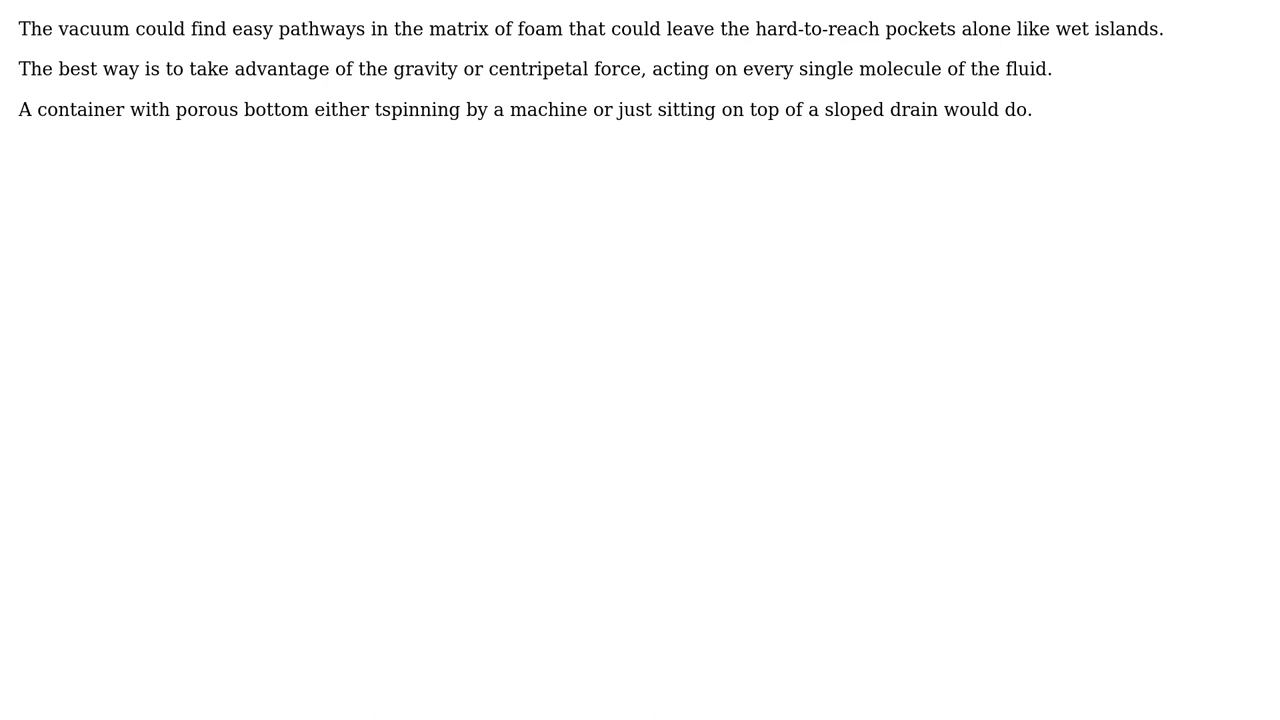 The vacuum could find easy pathways in the matrix of foam that could leave the hard-to-reach pockets alone like wet islands.
The best way is to take advantage of the gravity or centripetal force, acting on every single molecule of the fluid.
A container with porous bottom either tspinning by a machine or just sitting on top of a sloped drain would do.